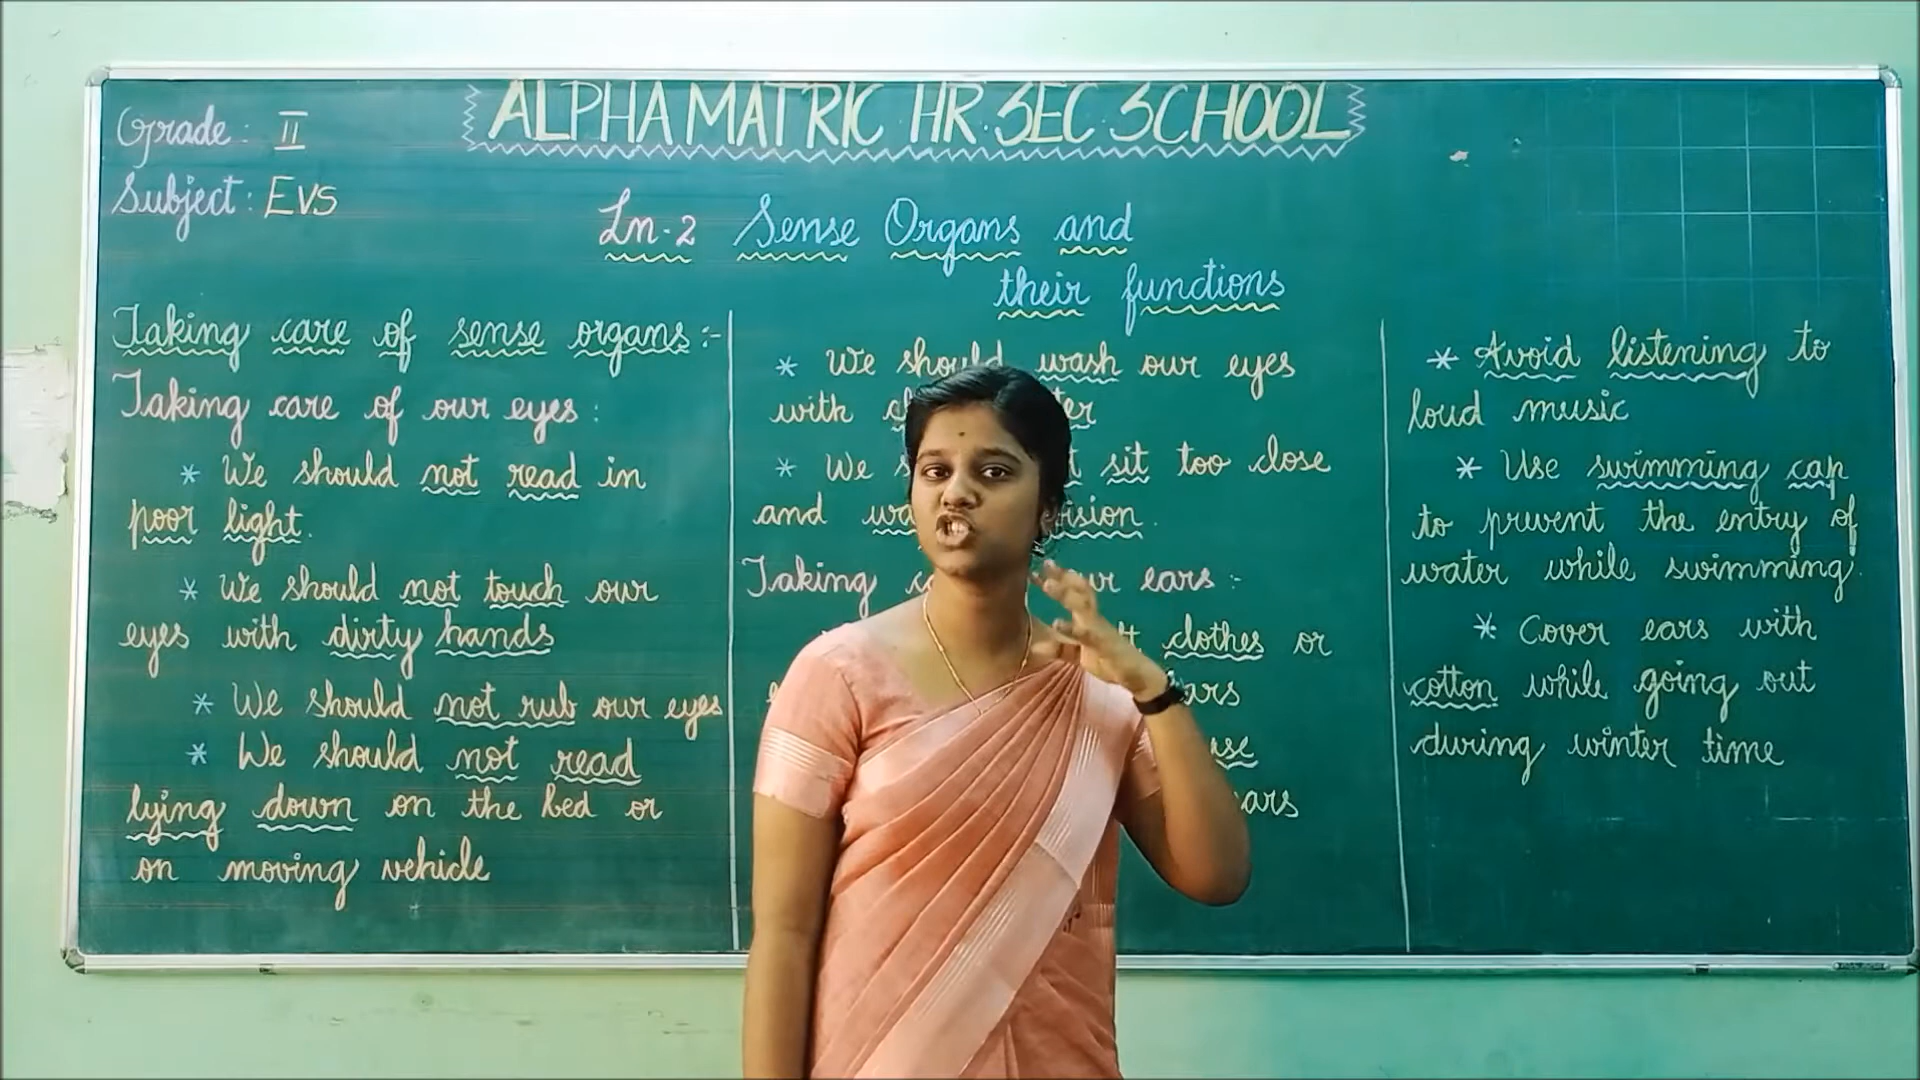 ALPHA MATRIC HR. SEC. SCHOOL
Grade: II
Subject: EVS
Ln-2 Sense Organs and
their functions
Taking care of sense organs:-
Taking care of our eyes:
* We should not read in
poor light.
* We should not touch our
eyes with dirty hands
* We should not rub our eyes
* We should not read
lying down on the bed or
on moving vehicle
* We should wash our eyes
with
* We sit too close
and
Taking our ears:-
clothes or
* Avoid listening to
loud music
* Use swimming cap
to prevent the entry of
water while swimming.
* Cover ears with
cotton while going out
during winter time